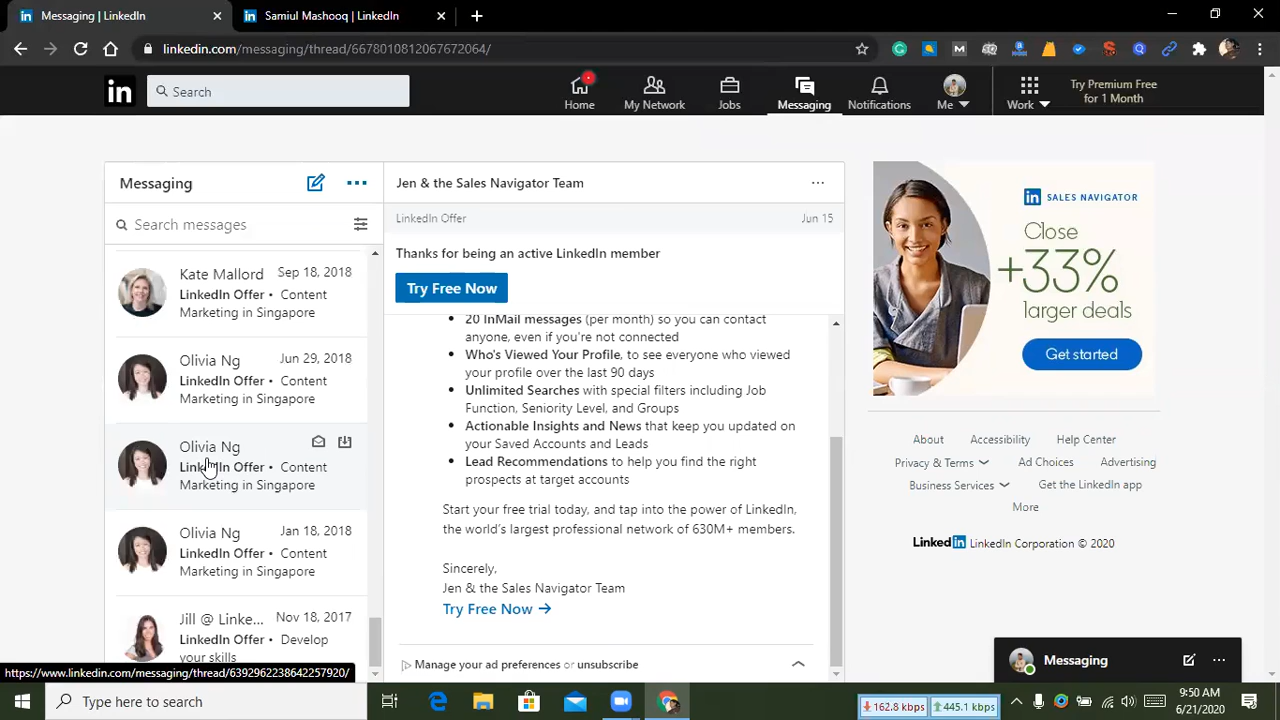 Messaging | LinkedIn
Samiul Mashooq | LinkedIn
linkedin.com/messaging/thread/6678010812067672064/
in
Search
Home
My Network
Jobs
Messaging
Notifications
Me
Work
Try Premium Free
for 1 Month
Messaging
Search messages
Kate Mallord
Sep 18, 2018
LinkedIn Offer • Content
Marketing in Singapore
Olivia Ng
Jun 29, 2018
LinkedIn Offer • Content
Marketing in Singapore
Olivia Ng
LinkedIn Offer • Content
Marketing in Singapore
Olivia Ng
Jan 18, 2018
LinkedIn Offer • Content
Marketing in Singapore
Jill @ Linke...
Nov 18, 2017
LinkedIn Offer • Develop
your skills
https://www.linkedin.com/messaging/thread/6392962238642257920/
Jen & the Sales Navigator Team
LinkedIn Offer
Jun 15
Thanks for being an active LinkedIn member
Try Free Now
• 20 InMail messages (per month) so you can contact
anyone, even if you're not connected
• Who's Viewed Your Profile, to see everyone who viewed
your profile over the last 90 days
• Unlimited Searches with special filters including Job
Function, Seniority Level, and Groups
• Actionable Insights and News that keep you updated on
your Saved Accounts and Leads
• Lead Recommendations to help you find the right
prospects at target accounts
Start your free trial today, and tap into the power of LinkedIn,
the world's largest professional network of 630M+ members.
Sincerely,
Jen & the Sales Navigator Team
Try Free Now →
Manage your ad preferences or unsubscribe
in SALES NAVIGATOR
Close
+33%
larger deals
Get started
About Accessibility Help Center
Privacy & Terms Ad Choices Advertising
Business Services Get the LinkedIn app
More
Linked in LinkedIn Corporation © 2020
Messaging
Type here to search
162.8 kbps
445.1 kbps
9:50 AM
6/21/2020